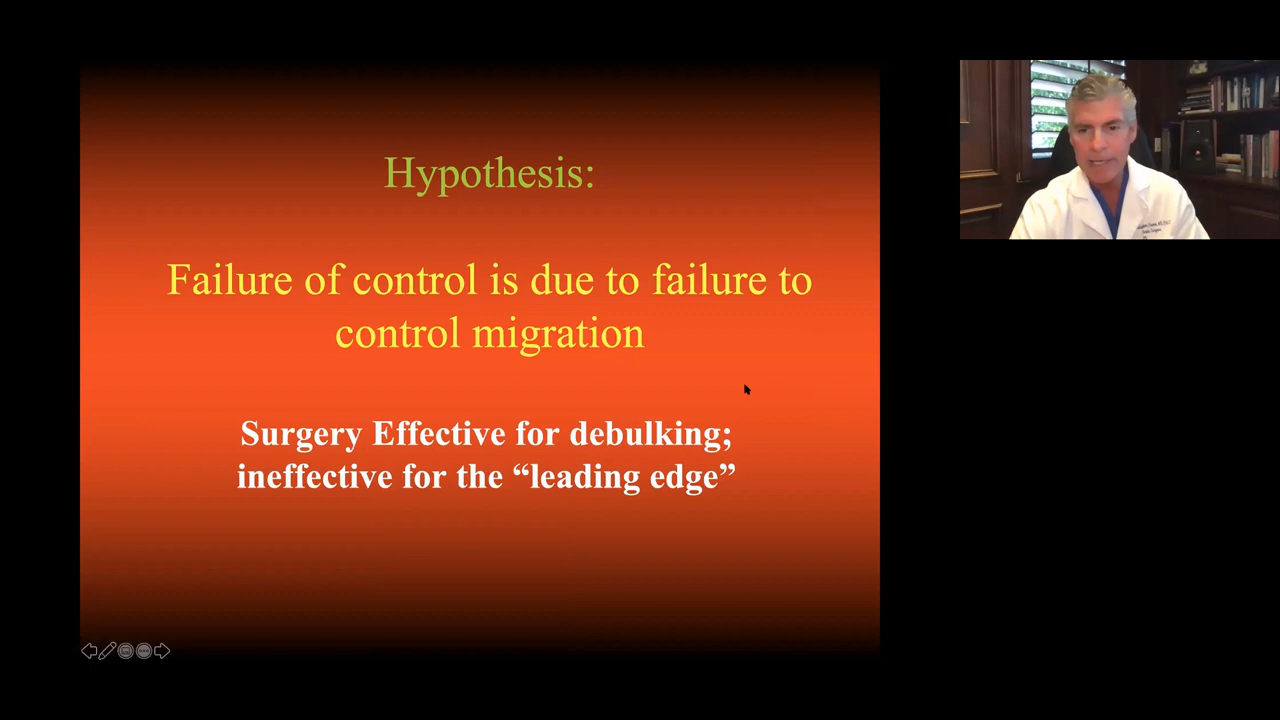 Hypothesis:
Failure of control is due to failure to
control migration
Surgery Effective for debulking;
ineffective for the “leading edge”